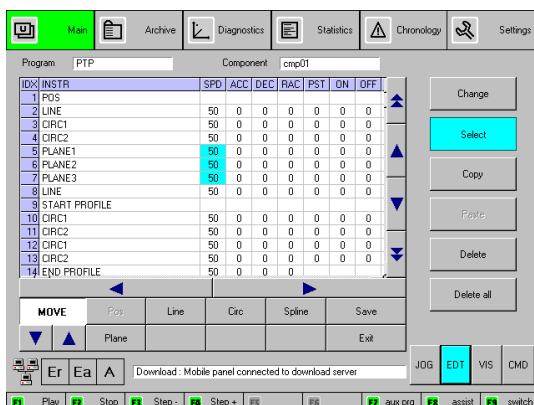 Main Archive Diagnostics Statistics Chronology Settings
Program PTP Component cmp01
IDX INSTR SPD ACC DEC RAC PST ON OFF
1 POS
2 LINE 50 0 0 0 0 0 0
3 CIRC1 50 0 0 0 0 0 0
4 CIRC2 50 0 0 0 0 0 0
5 PLANE1 50 0 0 0 0 0 0
6 PLANE2 50 0 0 0 0 0 0
7 PLANE3 50 0 0 0 0 0 0
8 LINE 50 0 0 0 0 0 0
9 START PROFILE
10 CIRC1 50 0 0 0 0 0 0
11 CIRC2 50 0 0 0 0 0 0
12 CIRC1 50 0 0 0 0 0 0
13 CIRC2 50 0 0 0 0 0 0
14 END PROFILE 50 0 0 0
Change
Select
Copy
Paste
Delete
Delete all
MOVE Pos Line Circ Spline Save
Plane Exit
Er Ea A Download : Mobile panel connected to download server
JOG EDT VIS CMD
F1 Play F2 Stop F3 Step - F4 Step + F5 F6 F7 aux prg F8 assist F9 switch